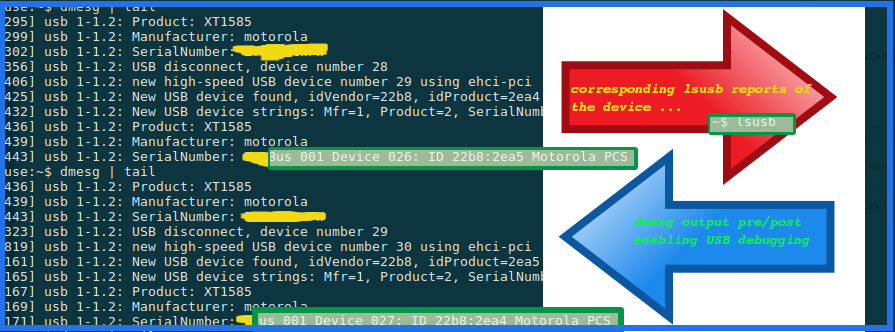 use:~$ dmesg | tail
295] usb 1-1.2: Product: XT1585
299] usb 1-1.2: Manufacturer: motorola
302] usb 1-1.2: SerialNumber:
356] usb 1-1.2: USB disconnect, device number 28
406] usb 1-1.2: new high-speed USB device number 29 using ehci-pci
425] usb 1-1.2: New USB device found, idVendor=22b8, idProduct=2ea4
432] usb 1-1.2: New USB device strings: Mfr=1, Product=2, SerialNum
436] usb 1-1.2: Product: XT1585
439] usb 1-1.2: Manufacturer: motorola
443] usb 1-1.2: SerialNumber:
Bus 001 Device 026: ID 22b8:2ea5 Motorola PCS
use:~$ dmesg | tail
436] usb 1-1.2: Product: XT1585
439] usb 1-1.2: Manufacturer: motorola
443] usb 1-1.2: SerialNumber:
323] usb 1-1.2: USB disconnect, device number 29
819] usb 1-1.2: new high-speed USB device number 30 using ehci-pci
161] usb 1-1.2: New USB device found, idVendor=22b8, idProduct=2ea5
165] usb 1-1.2: New USB device strings: Mfr=1, Product=2, SerialNum
167] usb 1-1.2: Product: XT1585
169] usb 1-1.2: Manufacturer: motorola
171] usb 1-1.2: SerialNumber:
us 001 Device 027: ID 22b8:2ea4 Motorola PCS
corresponding lsusb reports of
the device ...
~$ lsusb
dmesg output pre/post
enabling USB debugging